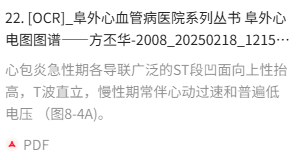 22. [OCR]_阜外心血管病医院系列丛书 阜外心
电图图谱——方丕华-2008_20250218_1215…
心包炎急性期各导联广泛的ST段凹面向上性抬
高，T波直立，慢性期常伴心动过速和普遍低
电压 （图8-4A)。
PDF